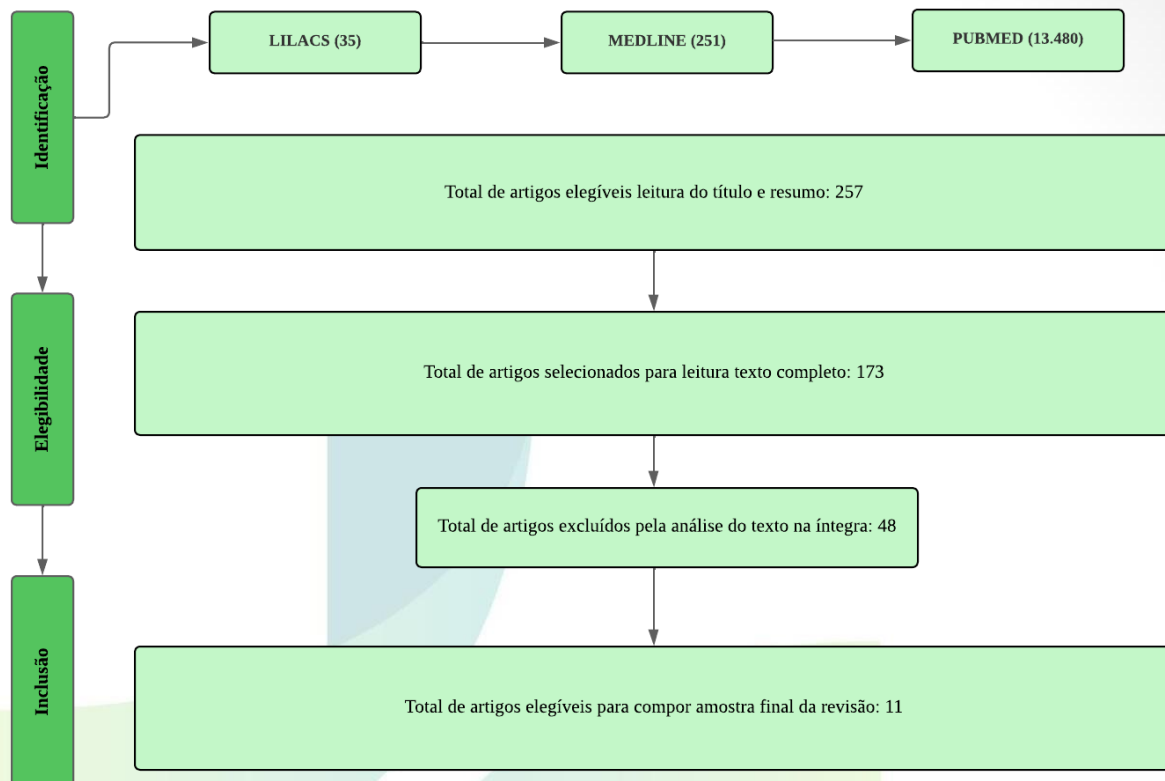 Identificação
LILACS (35)
MEDLINE (251)
PUBMED (13.480)
Total de artigos elegíveis leitura do título e resumo: 257
Elegibilidade
Total de artigos selecionados para leitura texto completo: 173
Total de artigos excluídos pela análise do texto na íntegra: 48
Inclusão
Total de artigos elegíveis para compor amostra final da revisão: 11